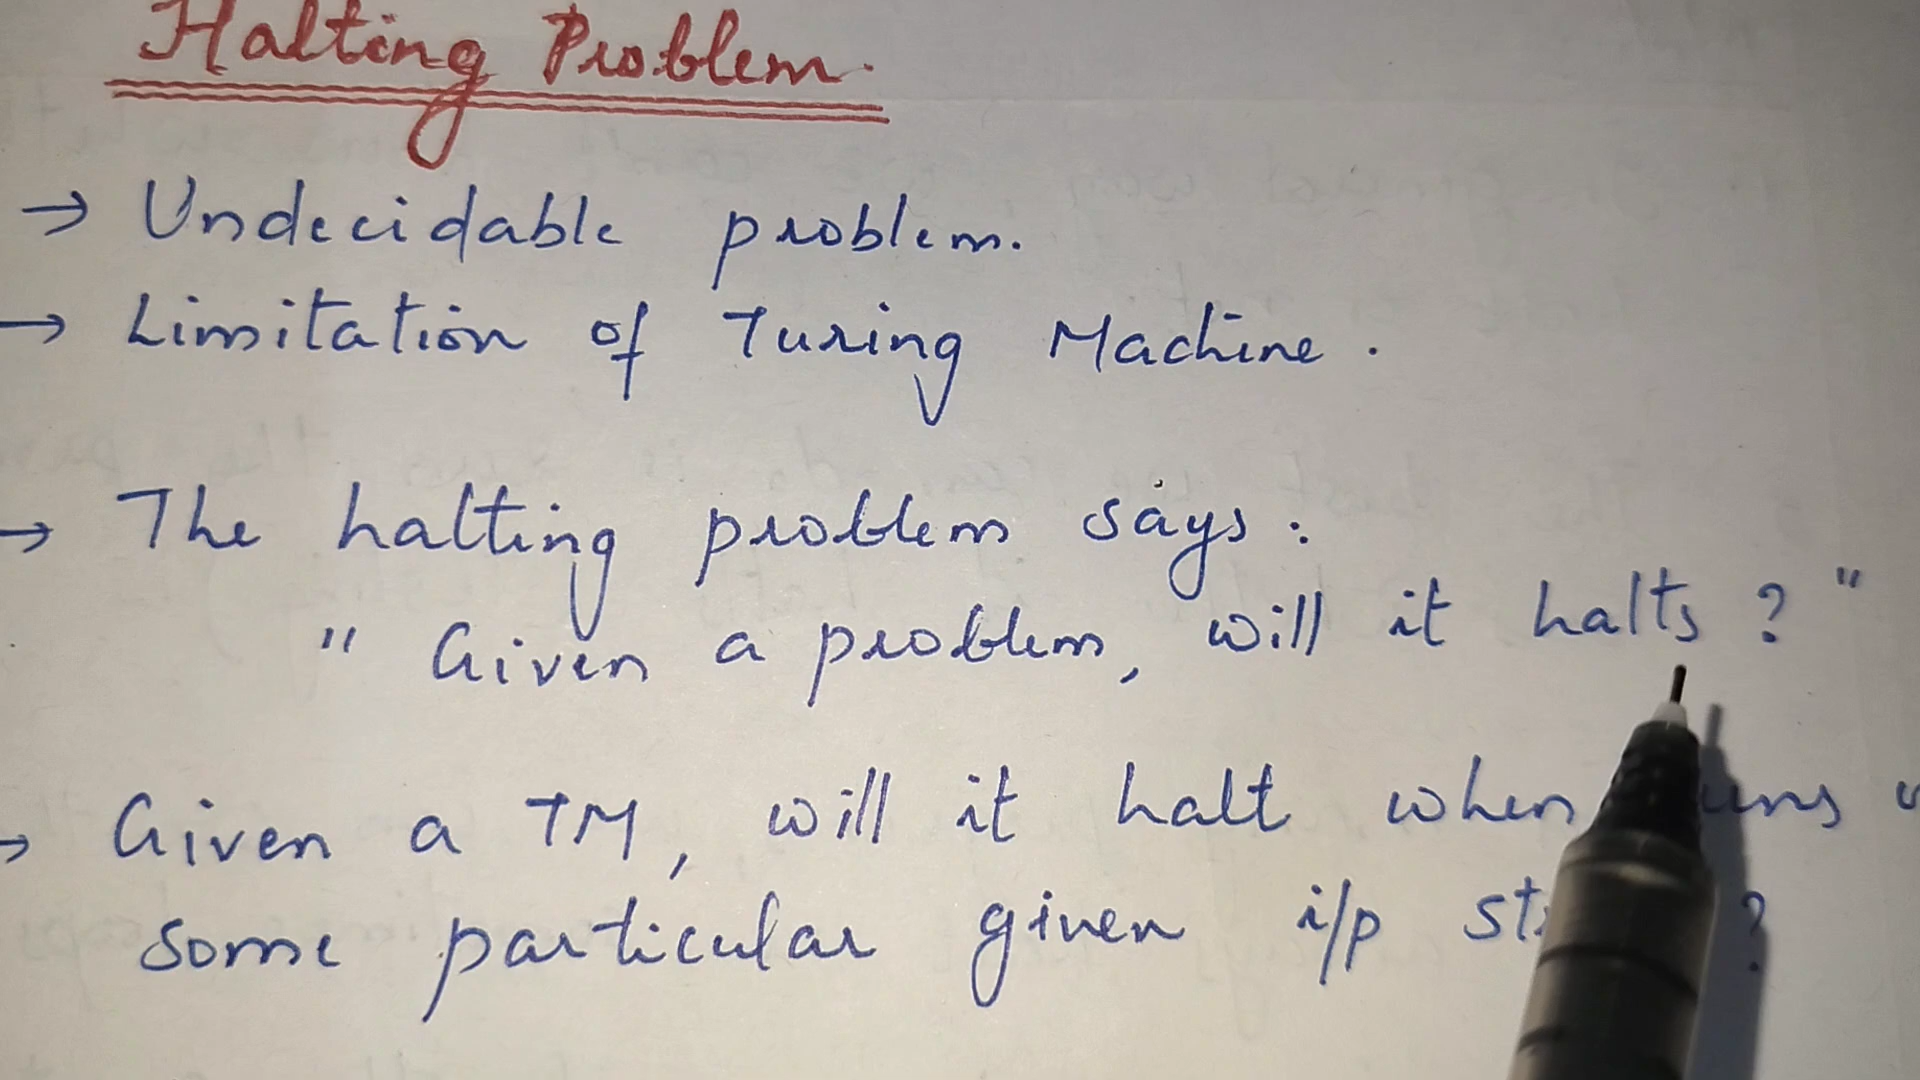 Halting Problem.
→ Undecidable problem.
→ Limitation of Turing Machine.
→ The halting problem says:
" Given a problem, will it halts ? "
→ Given a TM, will it halt when
some particular given i/p ?